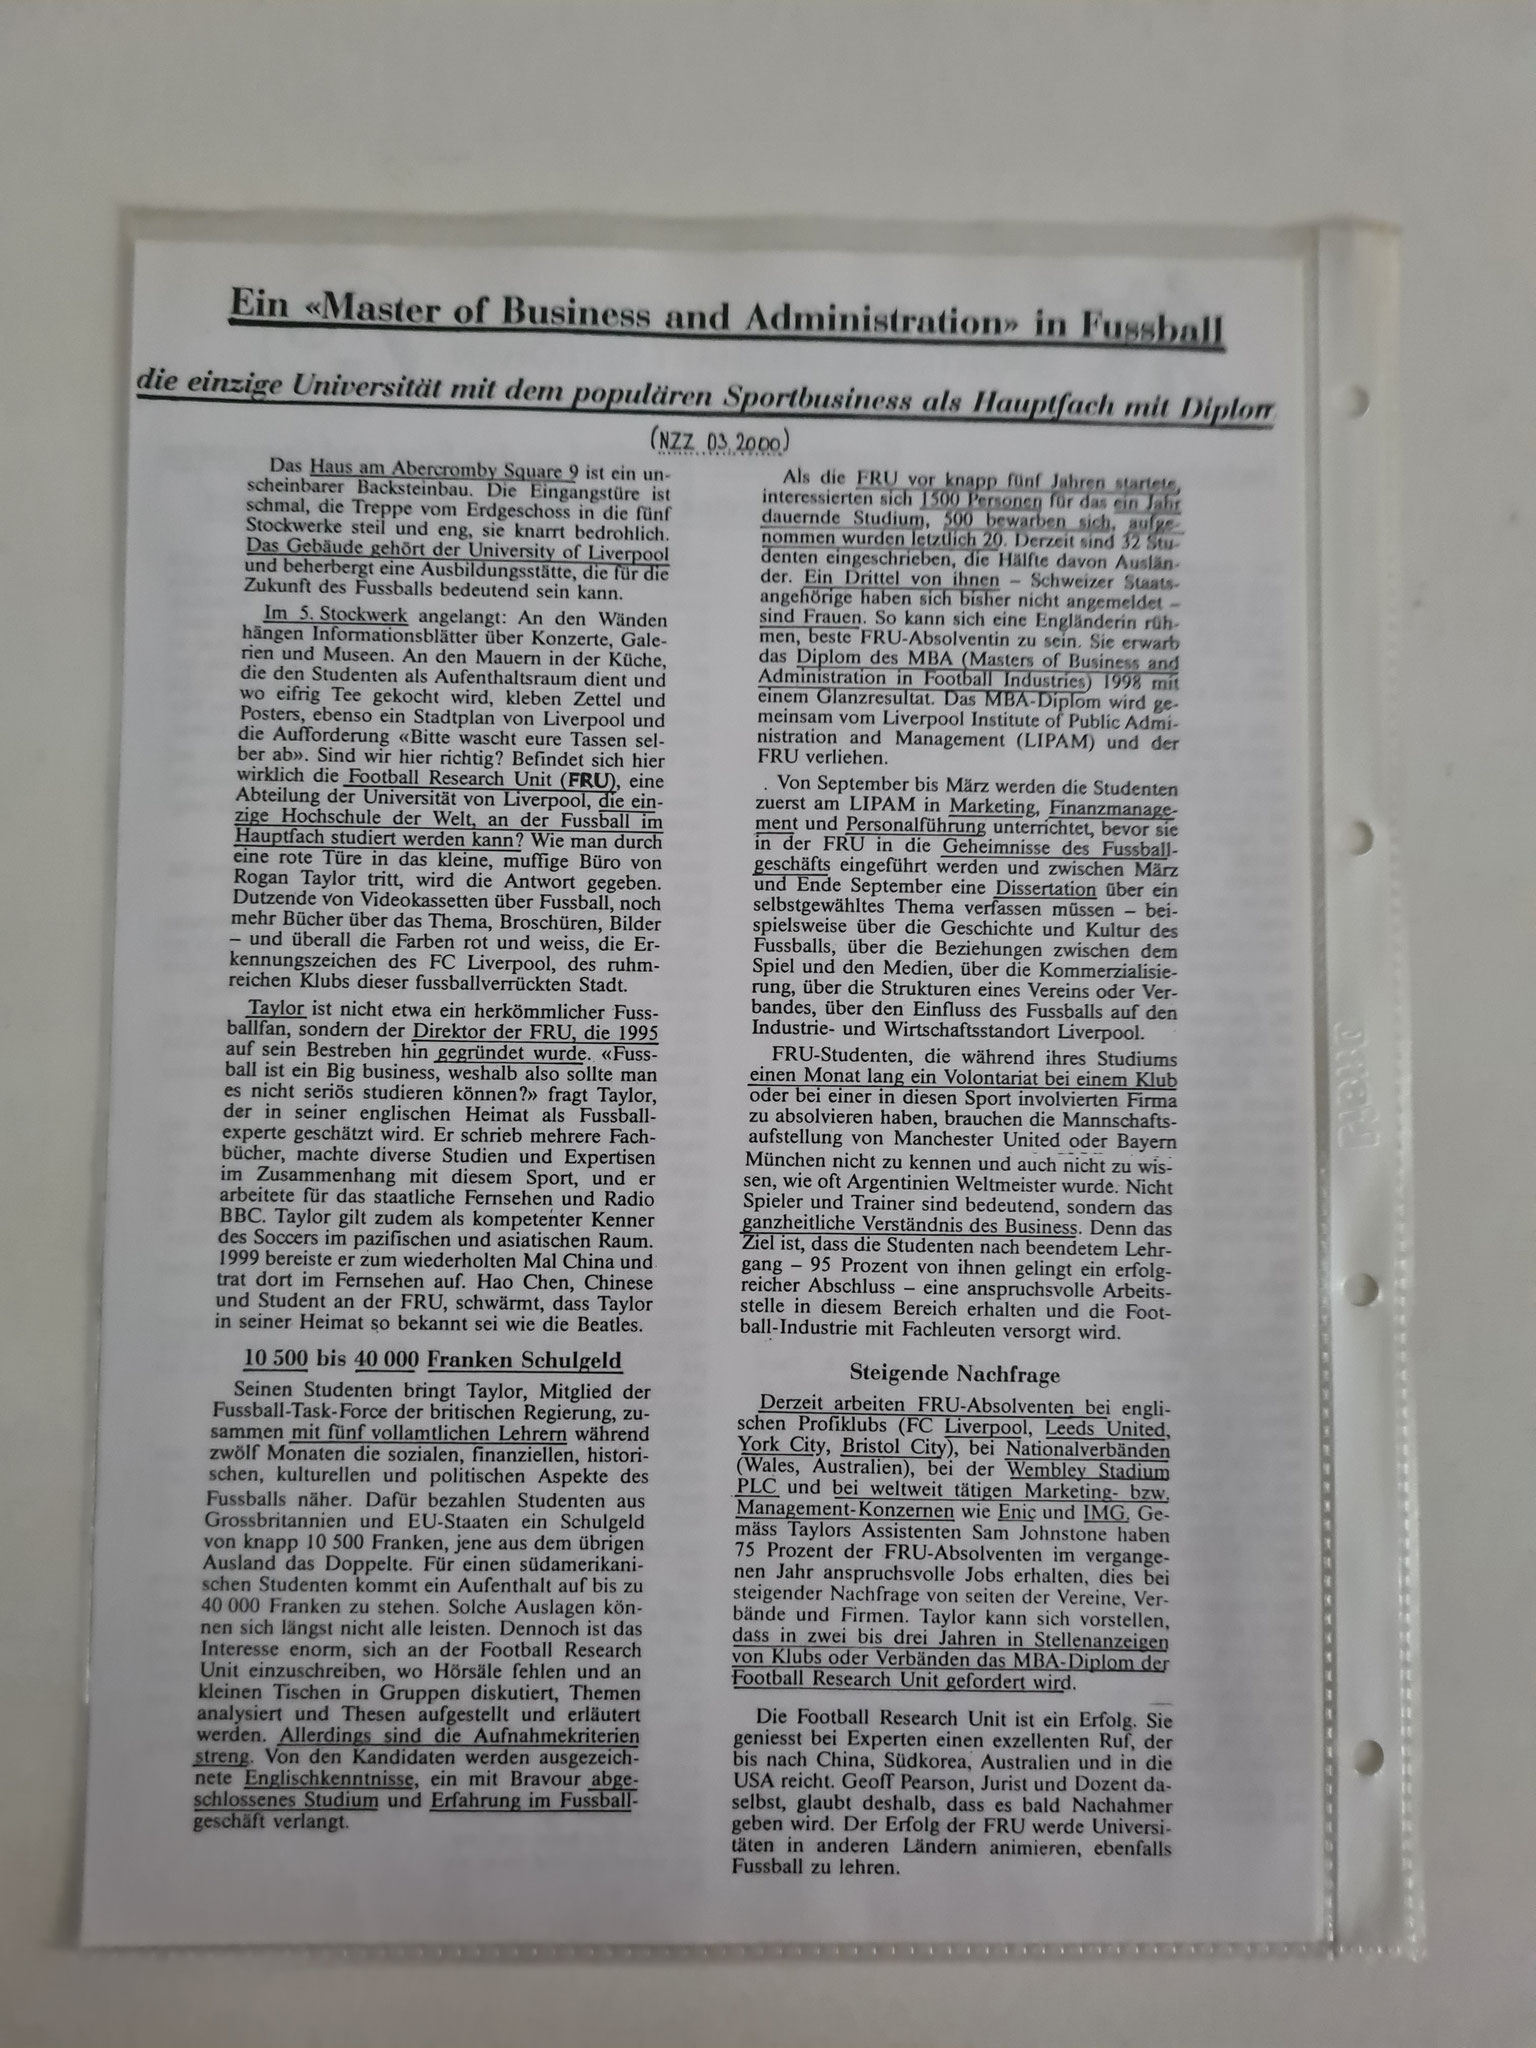 Ein «Master of Business and Administration» in Fussball
die einzige Universität mit dem populären Sportbusiness als Hauptfach mit Diplom
(NZZ 03.2000)
Das Haus am Abercromby Square 9 ist ein un-
scheinbarer Backsteinbau. Die Eingangstüre ist
schmal, die Treppe vom Erdgeschoss in die fünf
Stockwerke steil und eng, sie knarrt bedrohlich.
Das Gebäude gehört der University of Liverpool
und beherbergt eine Ausbildungsstätte, die für die
Zukunft des Fussballs bedeutend sein kann.
Im 5. Stockwerk angelangt: An den Wänden
hängen Informationsblätter über Konzerte, Gale-
rien und Museen. An den Mauern in der Küche,
die den Studenten als Aufenthaltsraum dient und
wo eifrig Tee gekocht wird, kleben Zettel und
Posters, ebenso ein Stadtplan von Liverpool und
die Aufforderung «Bitte wascht eure Tassen sel-
ber ab». Sind wir hier richtig? Befindet sich hier
wirklich die Football Research Unit (FRU), eine
Abteilung der Universität von Liverpool, die ein-
zige Hochschule der Welt, an der Fussball im
Hauptfach studiert werden kann? Wie man durch
eine rote Türe in das kleine, muffige Büro von
Rogan Taylor tritt, wird die Antwort gegeben.
Dutzende von Videokassetten über Fussball, noch
mehr Bücher über das Thema, Broschüren, Bilder
– und überall die Farben rot und weiss, die Er-
kennungszeichen des FC Liverpool, des ruhm-
reichen Klubs dieser fussballverrückten Stadt.
Taylor ist nicht etwa ein herkömmlicher Fuss-
ballfan, sondern der Direktor der FRU, die 1995
auf sein Bestreben hin gegründet wurde. «Fuss-
ball ist ein Big business, weshalb also sollte man
es nicht seriös studieren können?» fragt Taylor,
der in seiner englischen Heimat als Fussball-
experte geschätzt wird. Er schrieb mehrere Fach-
bücher, machte diverse Studien und Expertisen
im Zusammenhang mit diesem Sport, und er
arbeitete für das staatliche Fernsehen und Radio
BBC. Taylor gilt zudem als kompetenter Kenner
des Soccers im pazifischen und asiatischen Raum.
1999 bereiste er zum wiederholten Mal China und
trat dort im Fernsehen auf. Hao Chen, Chinese
und Student an der FRU, schwärmt, dass Taylor
in seiner Heimat so bekannt sei wie die Beatles.
10 500 bis 40 000 Franken Schulgeld
Seinen Studenten bringt Taylor, Mitglied der
Fussball-Task-Force der britischen Regierung, zu-
sammen mit fünf vollamtlichen Lehrern während
zwölf Monaten die sozialen, finanziellen, histori-
schen, kulturellen und politischen Aspekte des
Fussballs näher. Dafür bezahlen Studenten aus
Grossbritannien und EU-Staaten ein Schulgeld
von knapp 10 500 Franken, jene aus dem übrigen
Ausland das Doppelte. Für einen südamerikani-
schen Studenten kommt ein Aufenthalt auf bis zu
40 000 Franken zu stehen. Solche Auslagen kön-
nen sich längst nicht alle leisten. Dennoch ist das
Interesse enorm, sich an der Football Research
Unit einzuschreiben, wo Hörsäle fehlen und an
kleinen Tischen in Gruppen diskutiert, Themen
analysiert und Thesen aufgestellt und erläutert
werden. Allerdings sind die Aufnahmekriterien
streng. Von den Kandidaten werden ausgezeich-
nete Englischkenntnisse, ein mit Bravour abge-
schlossenes Studium und Erfahrung im Fussball-
geschäft verlangt.
Als die FRU vor knapp fünf Jahren startete,
interessierten sich 1500 Personen für das ein Jahr
dauernde Studium, 500 bewarben sich, aufge-
nommen wurden letztlich 20. Derzeit sind 32 Stu-
denten eingeschrieben, die Hälfte davon Auslän-
der. Ein Drittel von ihnen – Schweizer Staats-
angehörige haben sich bisher nicht angemeldet –
sind Frauen. So kann sich eine Engländerin rüh-
men, beste FRU-Absolventin zu sein. Sie erwarb
das Diplom des MBA (Masters of Business and
Administration in Football Industries) 1998 mit
einem Glanzresultat. Das MBA-Diplom wird ge-
meinsam vom Liverpool Institute of Public Admi-
nistration and Management (LIPAM) und der
FRU verliehen.
Von September bis März werden die Studenten
zuerst am LIPAM in Marketing, Finanzmanage-
ment und Personalführung unterrichtet, bevor sie
in der FRU in die Geheimnisse des Fussball-
geschäfts eingeführt werden und zwischen März
und Ende September eine Dissertation über ein
selbstgewähltes Thema verfassen müssen – bei-
spielsweise über die Geschichte und Kultur des
Fussballs, über die Beziehungen zwischen dem
Spiel und den Medien, über die Kommerzialisie-
rung, über die Strukturen eines Vereins oder Ver-
bandes, über den Einfluss des Fussballs auf den
Industrie- und Wirtschaftsstandort Liverpool.
FRU-Studenten, die während ihres Studiums
einen Monat lang ein Volontariat bei einem Klub
oder bei einer in diesen Sport involvierten Firma
zu absolvieren haben, brauchen die Mannschafts-
aufstellung von Manchester United oder Bayern
München nicht zu kennen und auch nicht zu wis-
sen, wie oft Argentinien Weltmeister wurde. Nicht
Spieler und Trainer sind bedeutend, sondern das
ganzheitliche Verständnis des Business. Denn das
Ziel ist, dass die Studenten nach beendetem Lehr-
gang – 95 Prozent von ihnen gelingt ein erfolg-
reicher Abschluss – eine anspruchsvolle Arbeits-
stelle in diesem Bereich erhalten und die Foot-
ball-Industrie mit Fachleuten versorgt wird.
Steigende Nachfrage
Derzeit arbeiten FRU-Absolventen bei engli-
schen Profiklubs (FC Liverpool, Leeds United,
York City, Bristol City), bei Nationalverbänden
(Wales, Australien), bei der Wembley Stadium
PLC und bei weltweit tätigen Marketing- bzw.
Management-Konzernen wie Enic und IMG. Ge-
mäss Taylors Assistenten Sam Johnstone haben
75 Prozent der FRU-Absolventen im vergange-
nen Jahr anspruchsvolle Jobs erhalten, dies bei
steigender Nachfrage von seiten der Vereine, Ver-
bände und Firmen. Taylor kann sich vorstellen,
dass in zwei bis drei Jahren in Stellenanzeigen
von Klubs oder Verbänden das MBA-Diplom der
Football Research Unit gefordert wird.
Die Football Research Unit ist ein Erfolg. Sie
geniesst bei Experten einen exzellenten Ruf, der
bis nach China, Südkorea, Australien und in die
USA reicht. Geoff Pearson, Jurist und Dozent da-
selbst, glaubt deshalb, dass es bald Nachahmer
geben wird. Der Erfolg der FRU werde Universi-
täten in anderen Ländern animieren, ebenfalls
Fussball zu lehren.